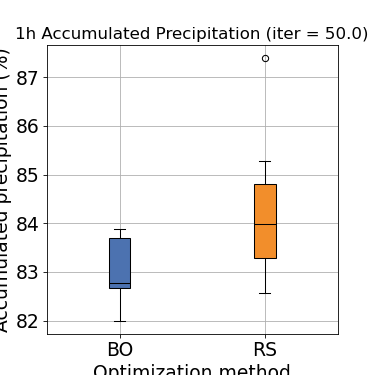 1h Accumulated Precipitation (iter = 50.0)
Accumulated precipitation (%)
87
86
85
84
83
82
BO RS
Optimization method